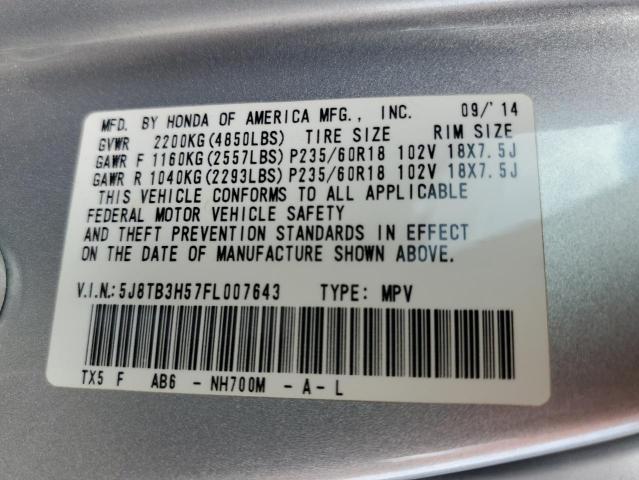 MFD. BY HONDA OF AMERICA MFG., INC. 09/'14
GVWR 2200KG(4850LBS) TIRE SIZE RIM SIZE
GAWR F 1160KG(2557LBS) P235/60R18 102V 18X7.5J
GAWR R 1040KG(2293LBS) P235/60R18 102V 18X7.5J
THIS VEHICLE CONFORMS TO ALL APPLICABLE
FEDERAL MOTOR VEHICLE SAFETY
AND THEFT PREVENTION STANDARDS IN EFFECT
ON THE DATE OF MANUFACTURE SHOWN ABOVE.
V.I.N.:5J8TB3H57FL007643 TYPE: MPV
TX5 F AB6 - NH700M - A - L